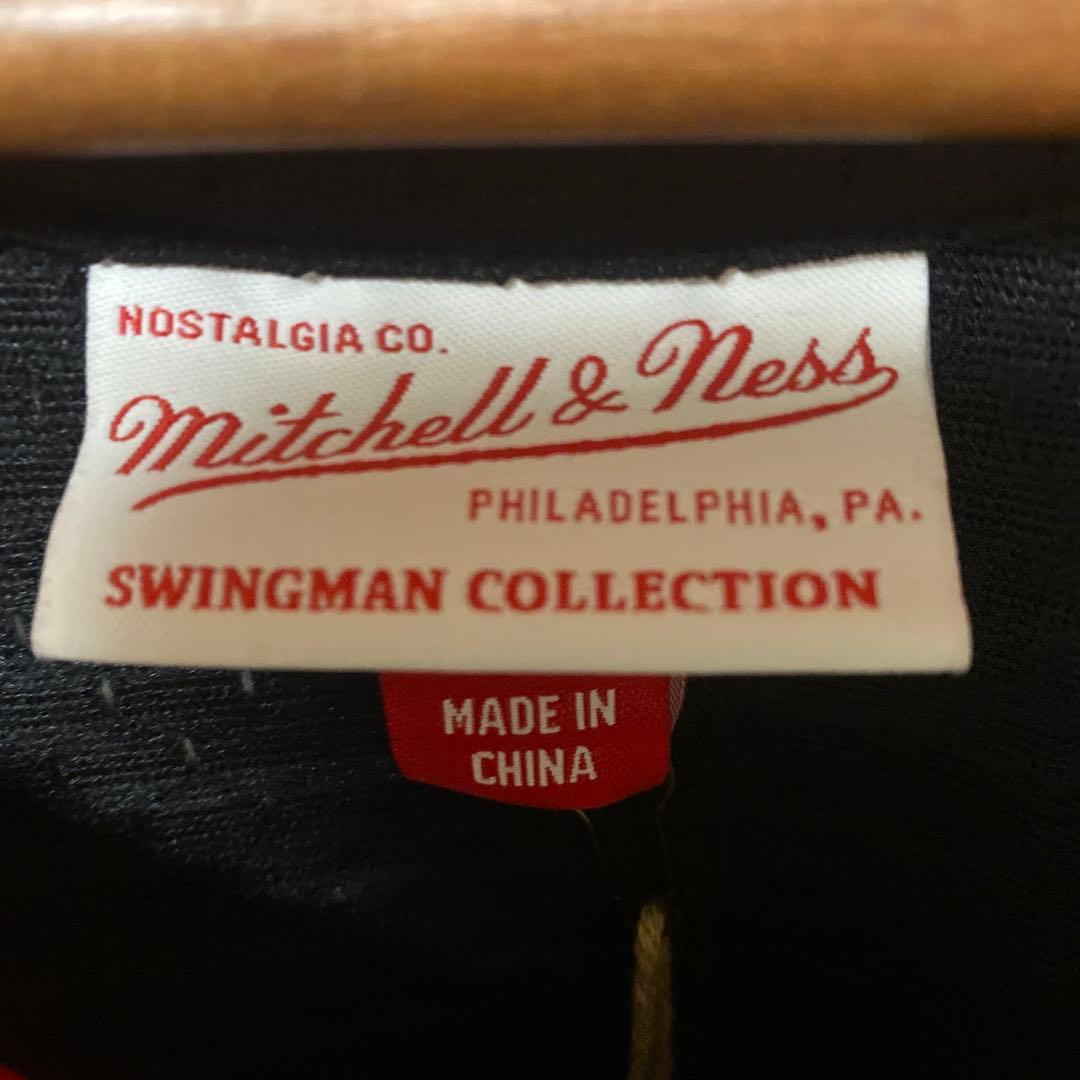 NOSTALGIA CO.
Mitchell & Ness
PHILADELPHIA, PA.
SWINGMAN COLLECTION
MADE IN
CHINA